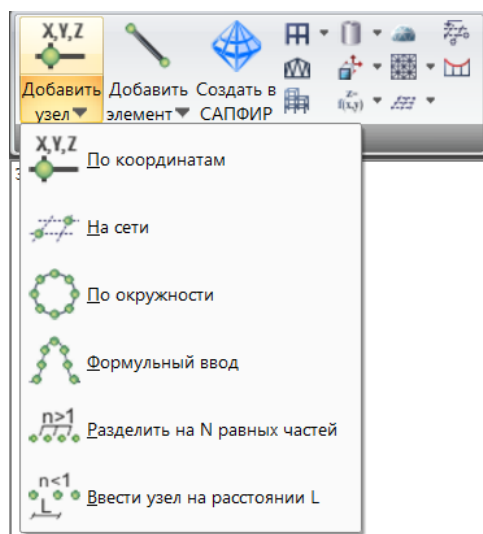 X,Y,Z
Добавить узел
Добавить элемент
Создать в САПФИР
f(x,y)
X,Y,Z
По координатам
На сети
По окружности
Формульный ввод
n>1
Разделить на N равных частей
n<1
L
Ввести узел на расстоянии L